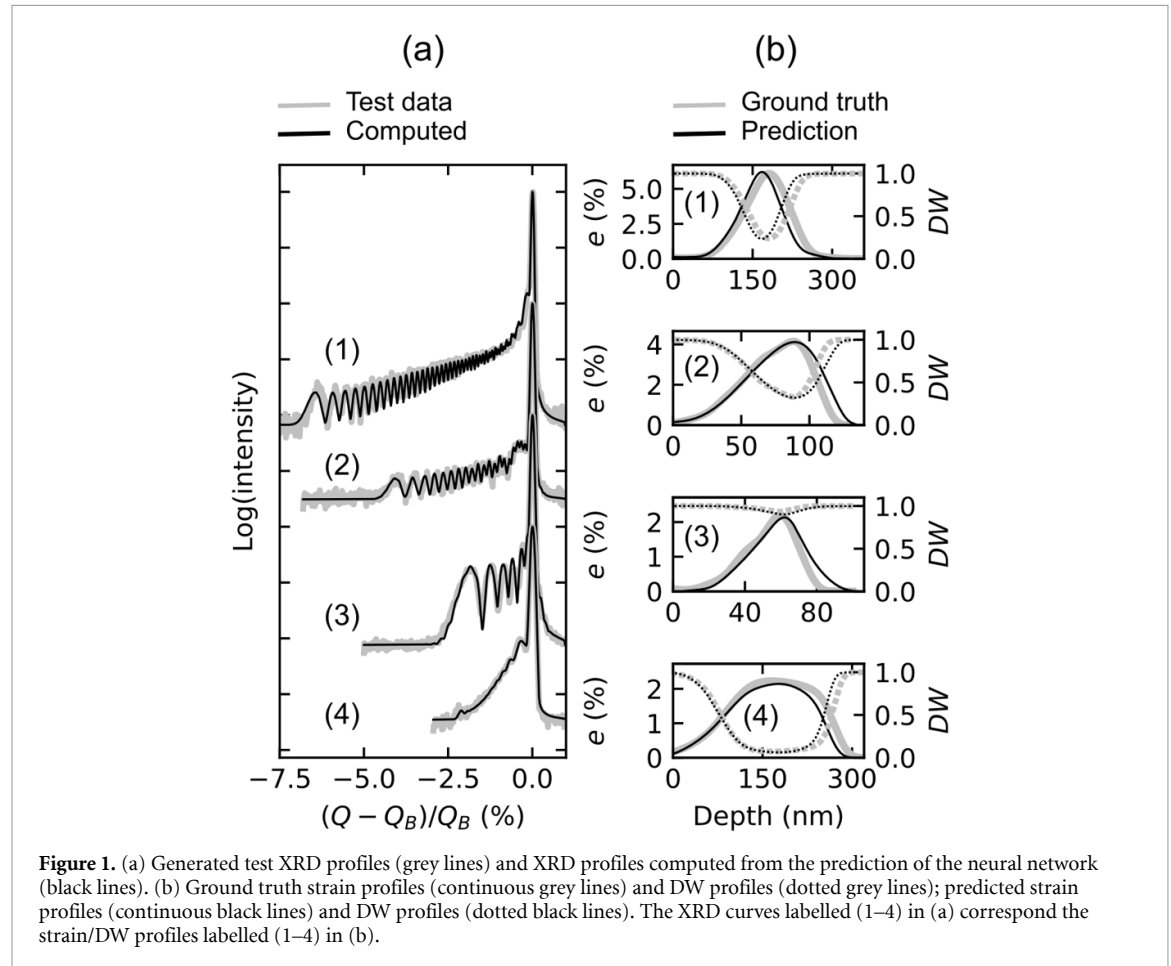 (a)
Test data
Computed
Log(intensity)
(1)
(2)
(3)
(4)
−7.5 −5.0 −2.5 0.0
(Q − Q_B)/Q_B (%)
(b)
Ground truth
Prediction
e (%)
5.0
2.5
0.0
(1)
1.0
0.5
0.0
DW
0 150 300
e (%)
4
2
0
(2)
1.0
0.5
0.0
DW
0 50 100
e (%)
2
1
0
(3)
1.0
0.5
0.0
DW
0 40 80
e (%)
2
1
0
(4)
1.0
0.5
0.0
DW
0 150 300
Depth (nm)
Figure 1. (a) Generated test XRD profiles (grey lines) and XRD profiles computed from the prediction of the neural network
(black lines). (b) Ground truth strain profiles (continuous grey lines) and DW profiles (dotted grey lines); predicted strain
profiles (continuous black lines) and DW profiles (dotted black lines). The XRD curves labelled (1–4) in (a) correspond the
strain/DW profiles labelled (1–4) in (b).